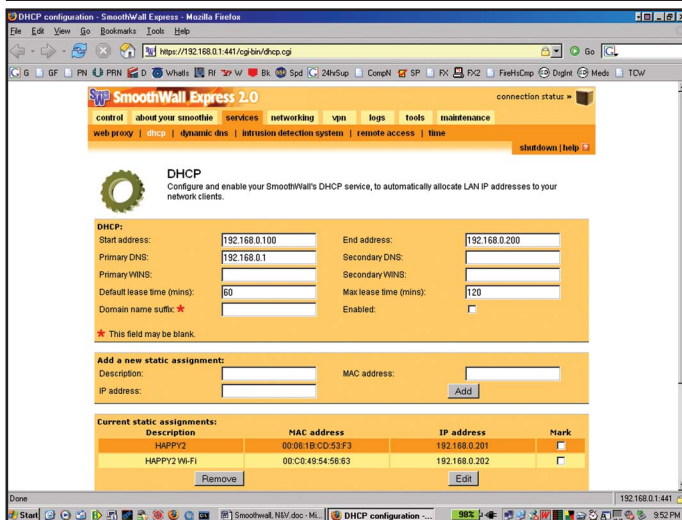 DHCP configuration - SmoothWall Express - Mozilla Firefox
File Edit View Go Bookmarks Tools Help
https://192.168.0.1:441/cgi-bin/dhcp.cgi Go
G GF PN PRN D WhatIs RI W Bk Spd 24hrSup CompN SP FX FX2 FireHsCmp DrgInt Meds TCW
SmoothWall Express 2.0 connection status »
control about your smoothie services networking vpn logs tools maintenance
web proxy | dhcp | dynamic dns | intrusion detection system | remote access | time
shutdown | help
DHCP
Configure and enable your SmoothWall's DHCP service, to automatically allocate LAN IP addresses to your
network clients.
DHCP:
Start address: 192.168.0.100 End address: 192.168.0.200
Primary DNS: 192.168.0.1 Secondary DNS:
Primary WINS: Secondary WINS:
Default lease time (mins): 60 Max lease time (mins): 120
Domain name suffix: * Enabled:
* This field may be blank.
Add a new static assignment:
Description: MAC address:
IP address: Add
Current static assignments:
Description MAC address IP address Mark
HAPPY2 00:06:1B:CD:53:F3 192.168.0.201
HAPPY2 Wi-Fi 00:C0:49:54:56:63 192.168.0.202
Remove Edit
Done 192.168.0.1:441
Start Smoothwall, N&V.doc - Mi... DHCP configuration -... 98% 9:52 PM